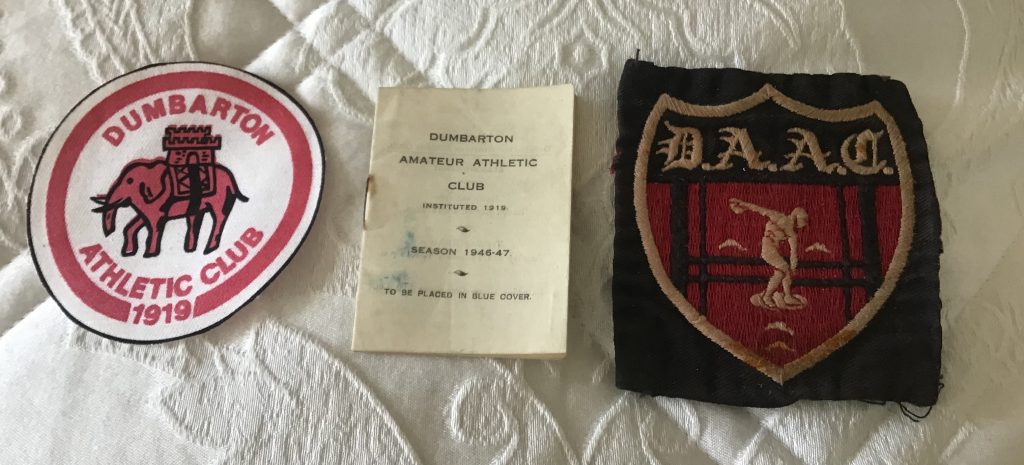 DUMBARTON
ATHLETIC CLUB
1919
DUMBARTON
AMATEUR ATHLETIC
CLUB
INSTITUTED 1919
SEASON 1946-47
TO BE PLACED IN BLUE COVER.
D.A.A.C.